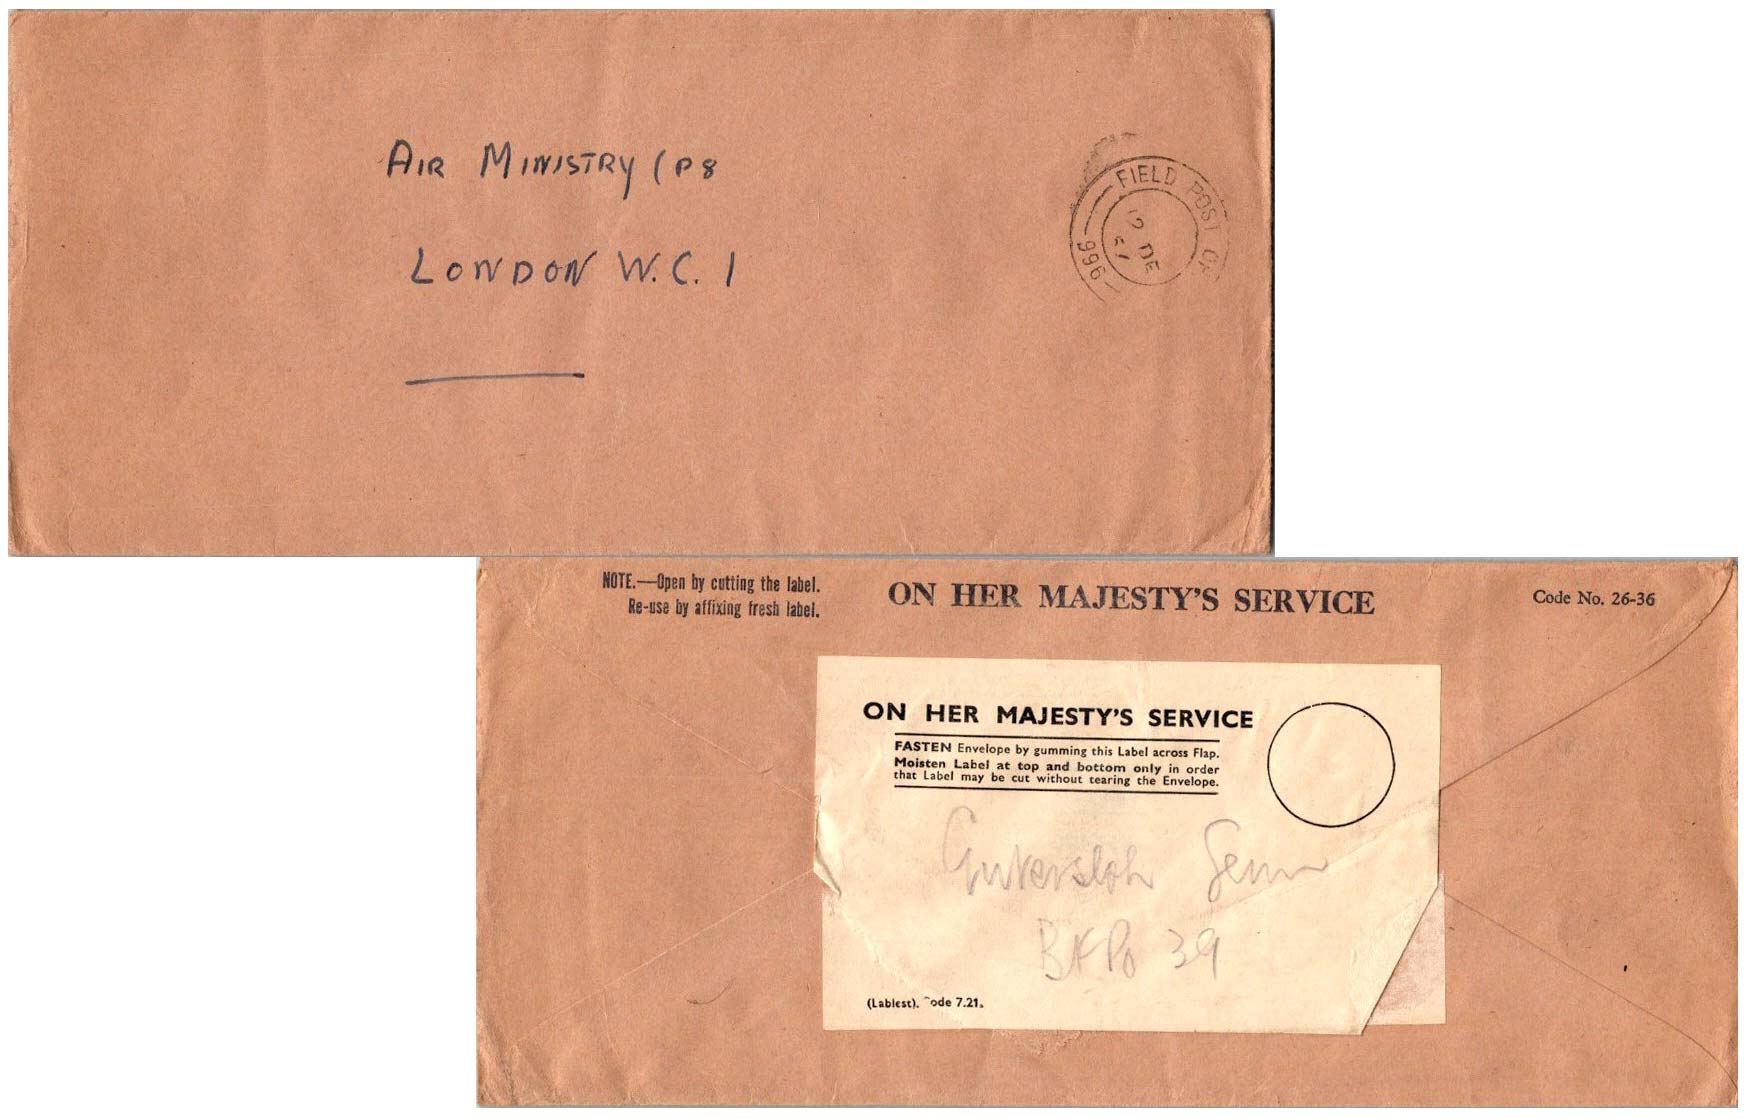 AIR MINISTRY (P8
LONDON W.C. 1
FIELD POST OF
966
DE
NOTE.—Open by cutting the label.
Re-use by affixing fresh label.
ON HER MAJESTY'S SERVICE
Code No. 26-36
ON HER MAJESTY'S SERVICE
FASTEN Envelope by gumming this Label across Flap.
Moisten Label at top and bottom only in order
that Label may be cut without tearing the Envelope.
Gutersloh
BFPO 39
(Lablest). ode 7.21.